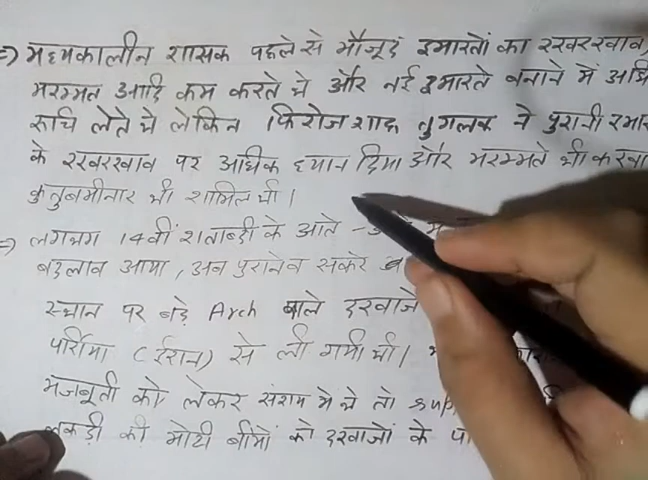 => मध्यकालीन शासक पहले से मौजूद इमारतों का रखरखाव,
मरम्मत आदि कम करते थे और नई इमारते बनाने में अधि
रूचि लेते थे लेकिन फिरोज शाह तुगलक ने पुरानी इमार
के रखरखाव पर अधिक ध्यान दिया और मरम्मते भी करवा
कुतुबमीनार भी शामिल थी।
=> लगभग 14वीं शताब्दी के आते -
बदलाव आया, अब पुराने व सकरे
स्थान पर बड़े Arch वाले दरवाजे
पर्शिया (ईरान) से ली गयी थी।
मजबूती को लेकर संशय में थे तो
लकड़ी की मोटी बीमों को दरवाजों के